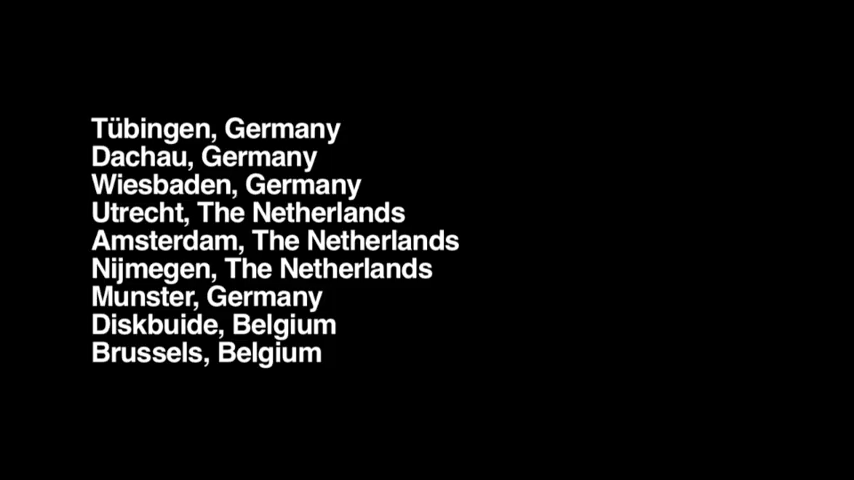 Tübingen, Germany
Dachau, Germany
Wiesbaden, Germany
Utrecht, The Netherlands
Amsterdam, The Netherlands
Nijmegen, The Netherlands
Munster, Germany
Diskbuide, Belgium
Brussels, Belgium